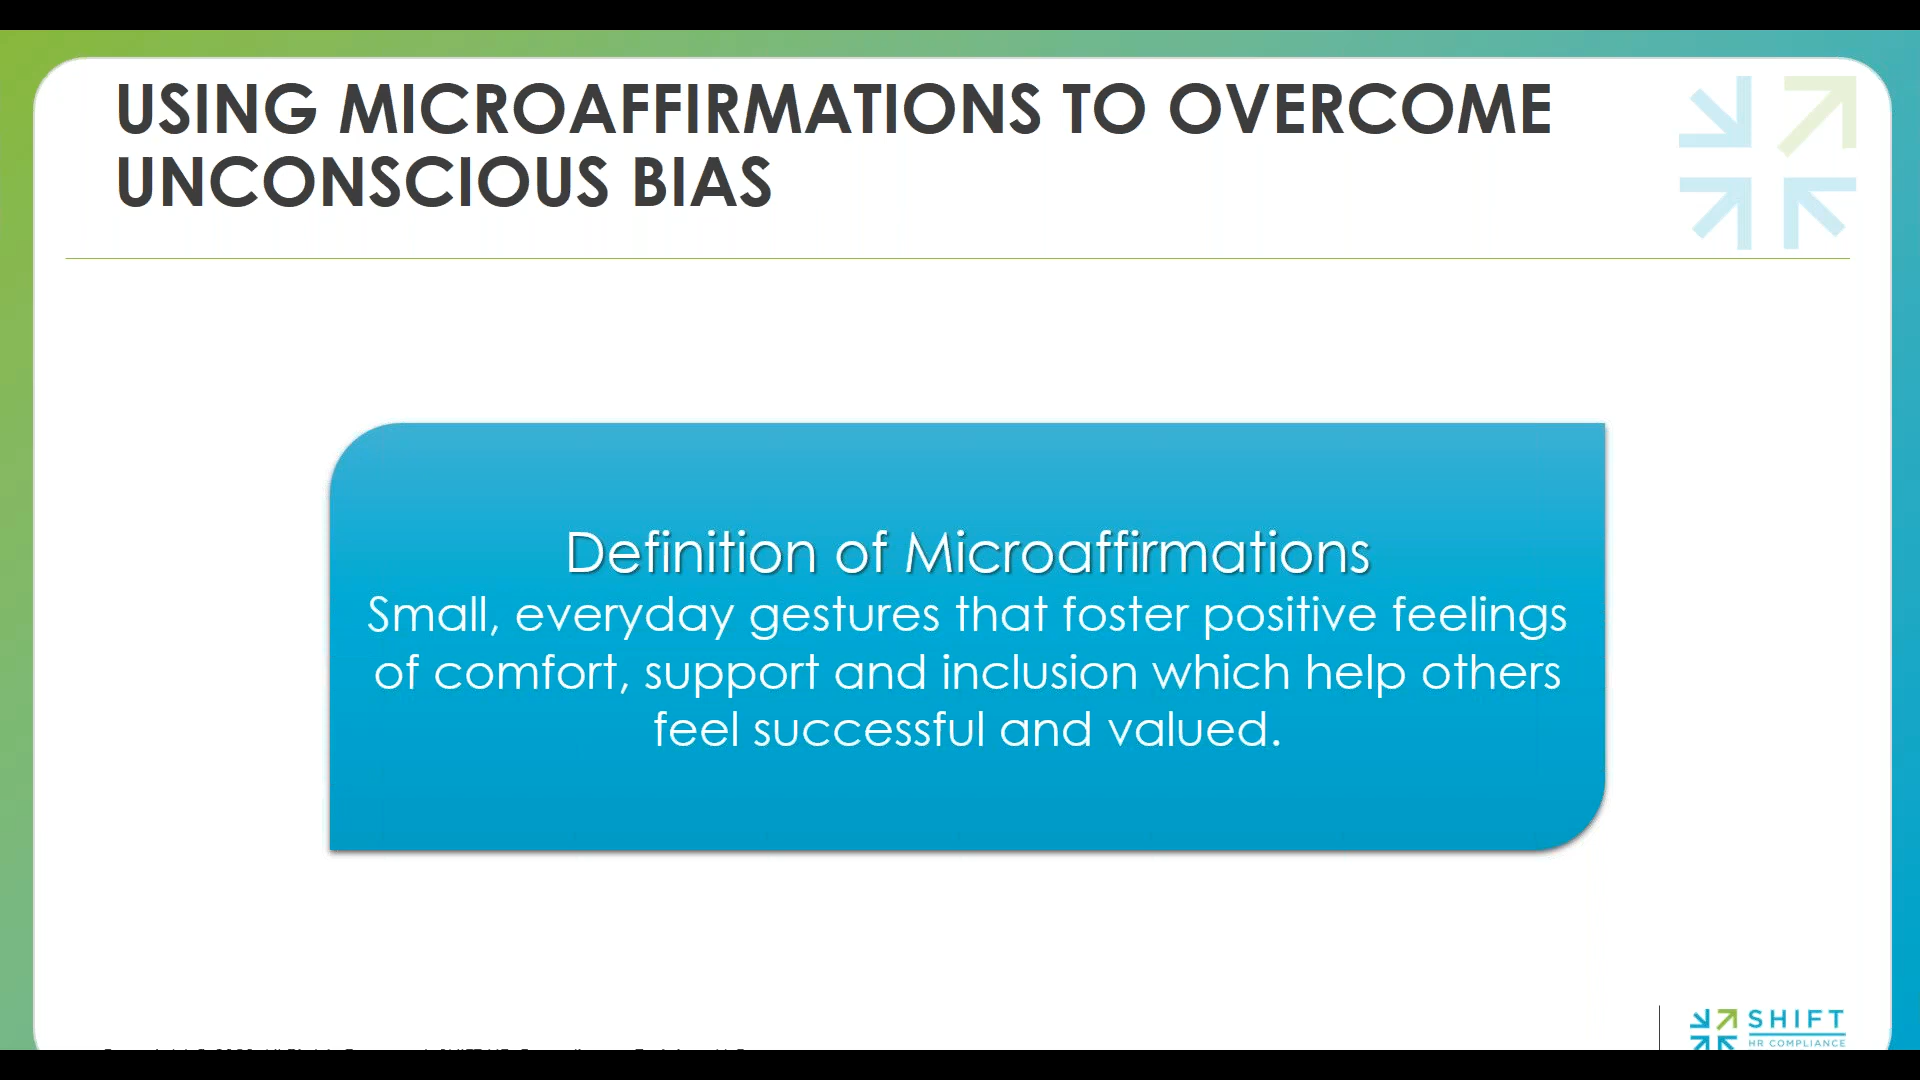 USING MICROAFFIRMATIONS TO OVERCOME
UNCONSCIOUS BIAS
Definition of Microaffirmations
Small, everyday gestures that foster positive feelings
of comfort, support and inclusion which help others
feel successful and valued.
SHIFT
HR COMPLIANCE